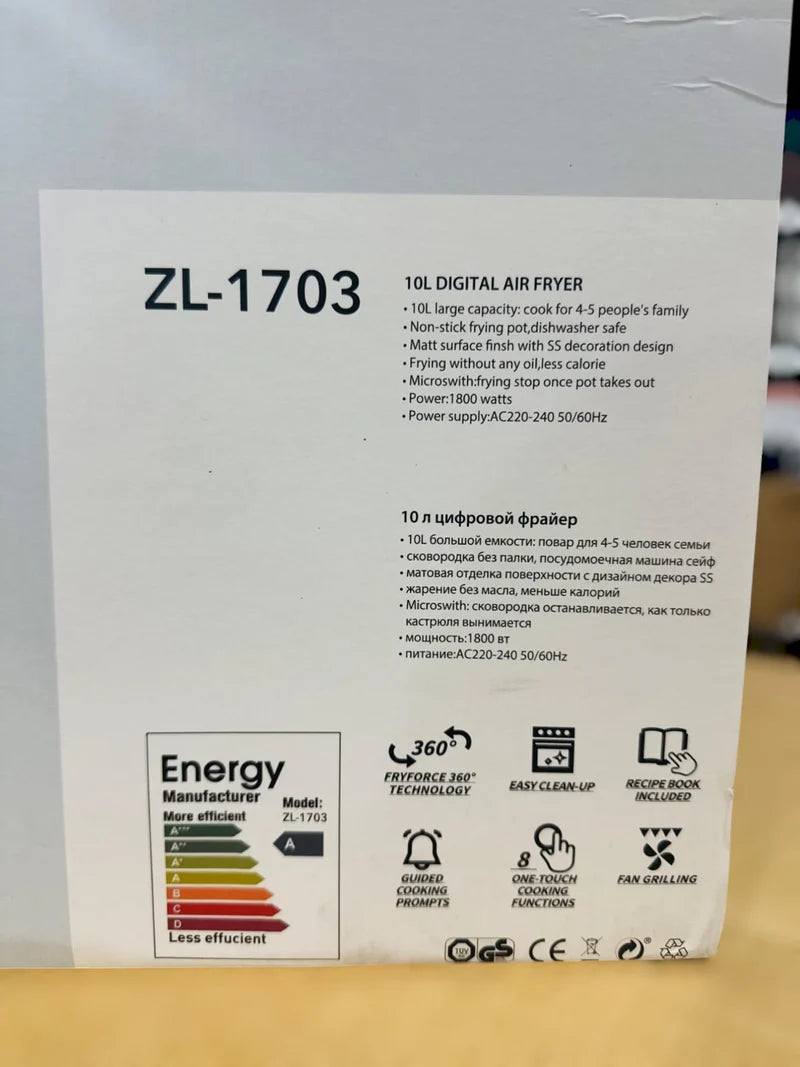 ZL-1703
10L DIGITAL AIR FRYER
• 10L large capacity: cook for 4-5 people's family
• Non-stick frying pot,dishwasher safe
• Matt surface finsh with SS decoration design
• Frying without any oil,less calorie
• Microswith:frying stop once pot takes out
• Power:1800 watts
• Power supply:AC220-240 50/60Hz
10 л цифровой фрайер
• 10L большой емкости: повар для 4-5 человек семьи
• сковородка без палки, посудомоечная машина сейф
• матовая отделка поверхности с дизайном декора SS
• жарение без масла, меньше калорий
• Microswith: сковородка останавливается, как только
кастрюля вынимается
• мощность:1800 вт
• питание:AC220-240 50/60Hz
Energy
Manufacturer
Model:
ZL-1703
More efficient
A+++
A++
A+
A
B
C
D
A
Less effucient
360°
FRYFORCE 360°
TECHNOLOGY
EASY CLEAN-UP
RECIPE BOOK
INCLUDED
GUIDED
COOKING
PROMPTS
8
ONE-TOUCH
COOKING
FUNCTIONS
FAN GRILLING
TÜV
GS
CE
®